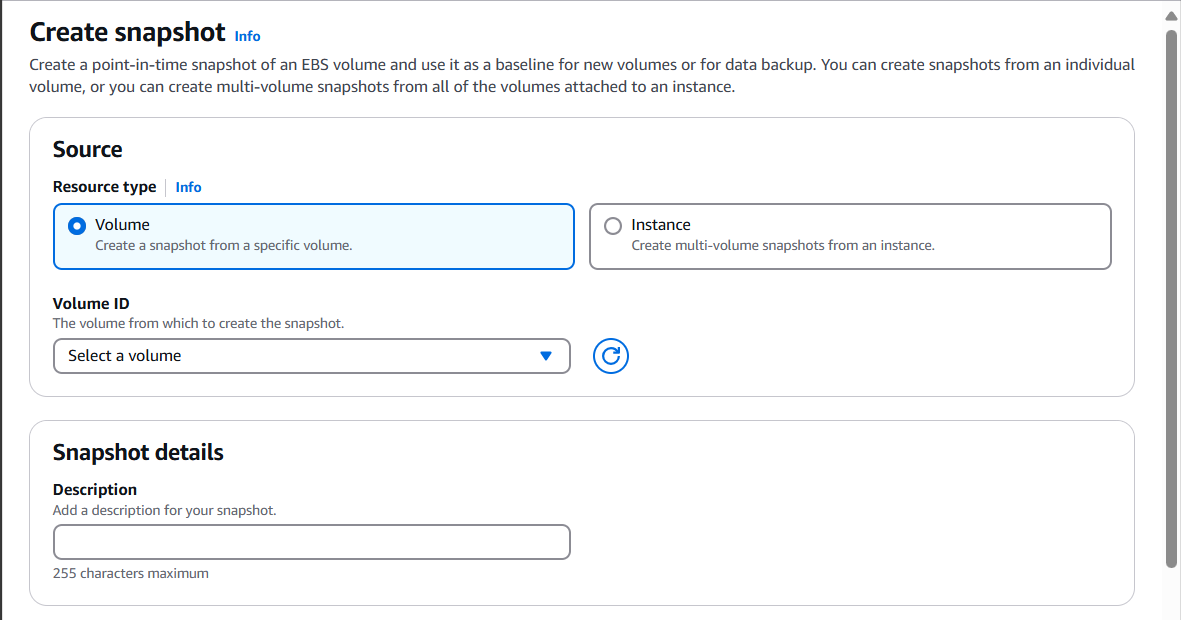 Create snapshot Info
Create a point-in-time snapshot of an EBS volume and use it as a baseline for new volumes or for data backup. You can create snapshots from an individual
volume, or you can create multi-volume snapshots from all of the volumes attached to an instance.
Source
Resource type Info
Volume
Create a snapshot from a specific volume.
Instance
Create multi-volume snapshots from an instance.
Volume ID
The volume from which to create the snapshot.
Select a volume
Snapshot details
Description
Add a description for your snapshot.
255 characters maximum